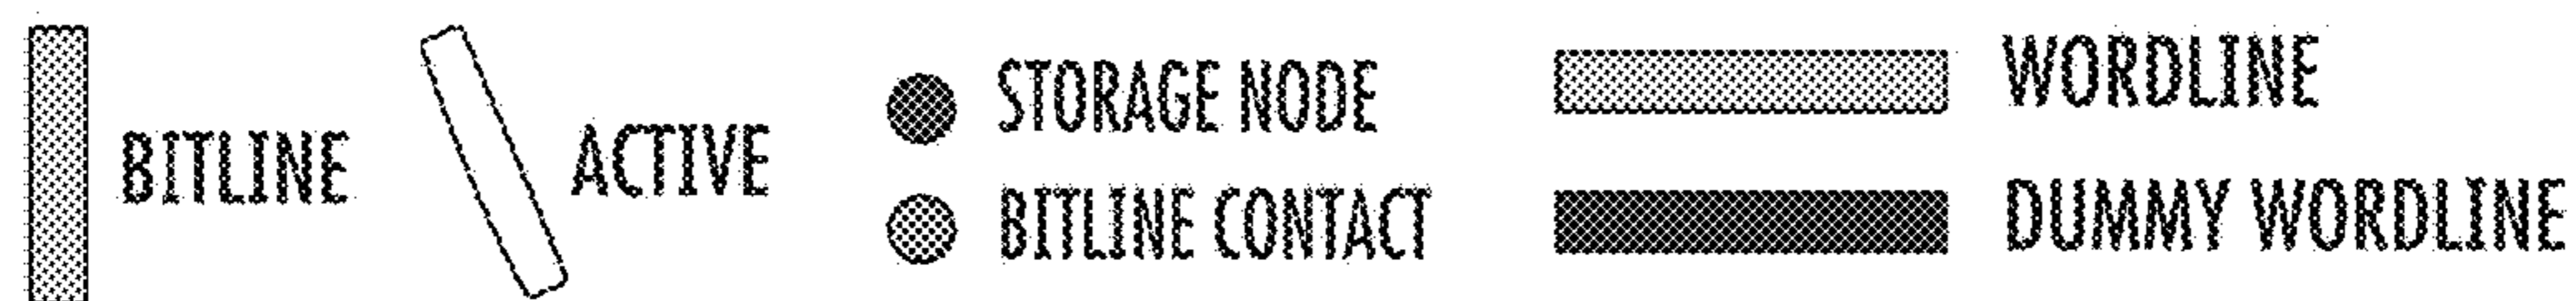 BITLINE
ACTIVE
STORAGE NODE
BITLINE CONTACT
WORDLINE
DUMMY WORDLINE